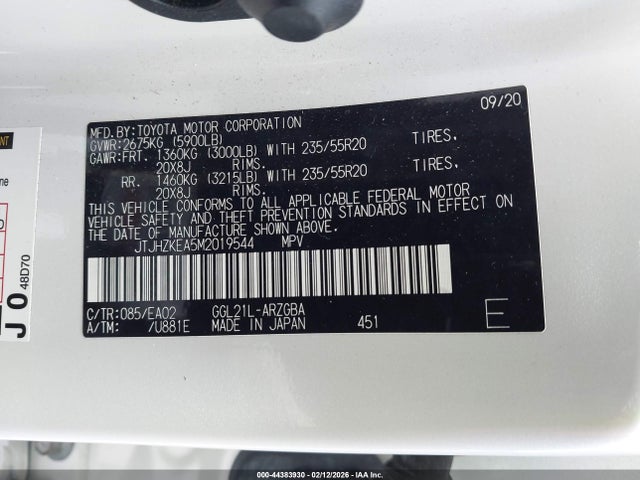 09/20
MFD.BY:TOYOTA MOTOR CORPORATION
GVWR:2675KG (5900LB)
GAWR:FRT. 1360KG (3000LB) WITH 235/55R20 TIRES.
20X8J RIMS.
RR. 1460KG (3215LB) WITH 235/55R20 TIRES.
20X8J RIMS.
THIS VEHICLE CONFORMS TO ALL APPLICABLE FEDERAL MOTOR
VEHICLE SAFETY AND THEFT PREVENTION STANDARDS IN EFFECT ON
THE DATE OF MANUFACTURE SHOWN ABOVE.
JTJHZKEA5M2019544 MPV
C/TR:085/EA02 GGL21L-ARZGBA
A/TM: /U881E MADE IN JAPAN 451 E
J 0 48D70
000-44383930 - 02/12/2026 - IAA Inc.